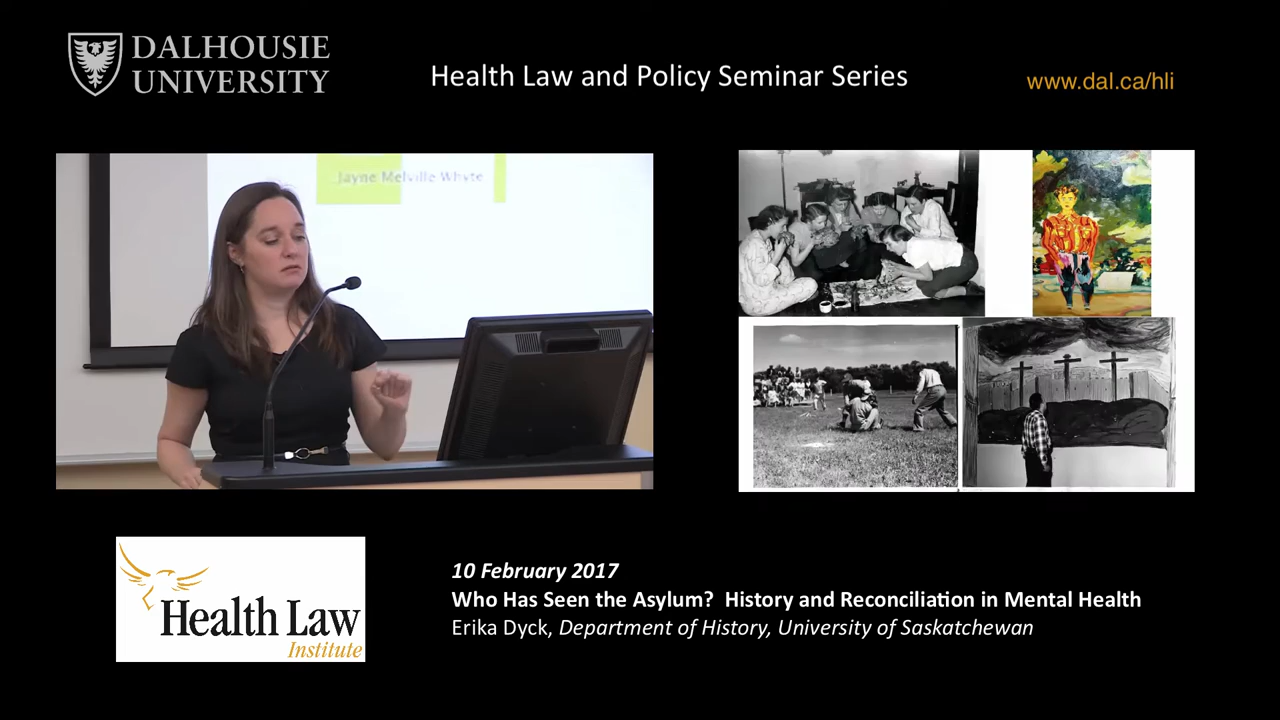 DALHOUSIE
UNIVERSITY
Health Law and Policy Seminar Series
www.dal.ca/hli
Jayne Melville Whyte
Health Law
Institute
10 February 2017
Who Has Seen the Asylum?  History and Reconciliation in Mental Health
Erika Dyck, Department of History, University of Saskatchewan